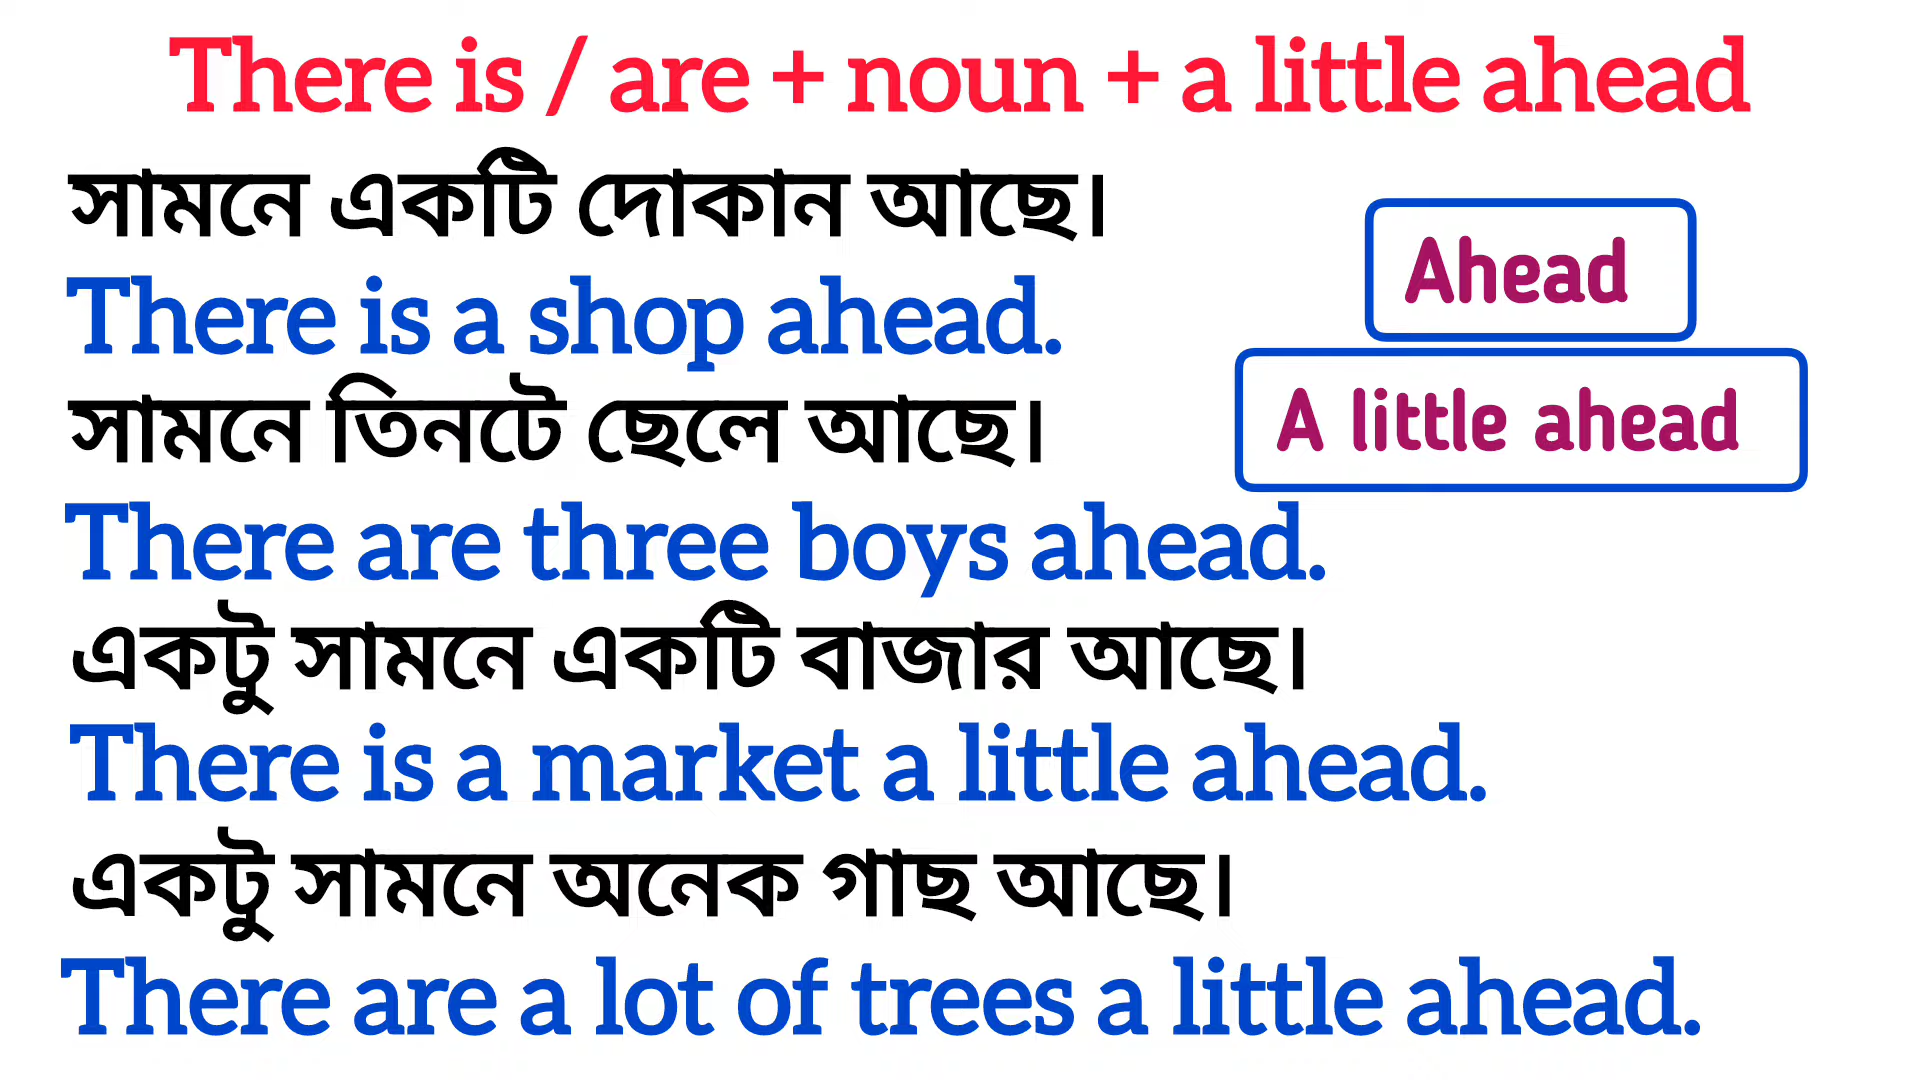 There is / are + noun + a little ahead
সামনে একটি দোকান আছে।
There is a shop ahead.
Ahead
A little ahead
সামনে তিনটে ছেলে আছে।
There are three boys ahead.
একটু সামনে একটি বাজার আছে।
There is a market a little ahead.
একটু সামনে অনেক গাছ আছে।
There are a lot of trees a little ahead.